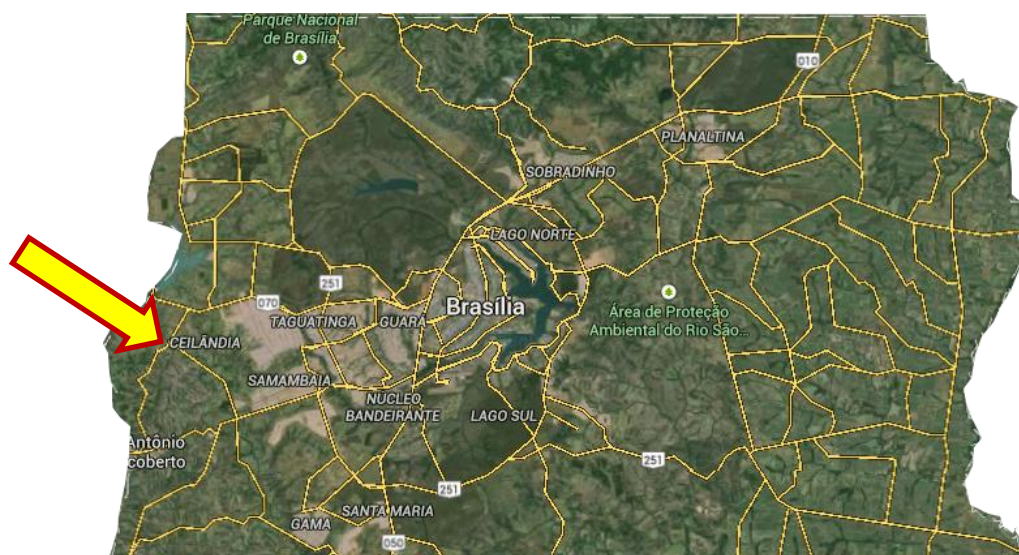 Parque Nacional
de Brasília
010
PLANALTINA
SOBRADINHO
LAGO NORTE
251
070
Brasília
TAGUATINGA
GUARÁ
Área de Proteção
Ambiental do Rio São...
CEILÂNDIA
SAMAMBAIA
NÚCLEO
BANDEIRANTE
LAGO SUL
Antônio
coberto
251
251
SANTA MARIA
GAMA
050